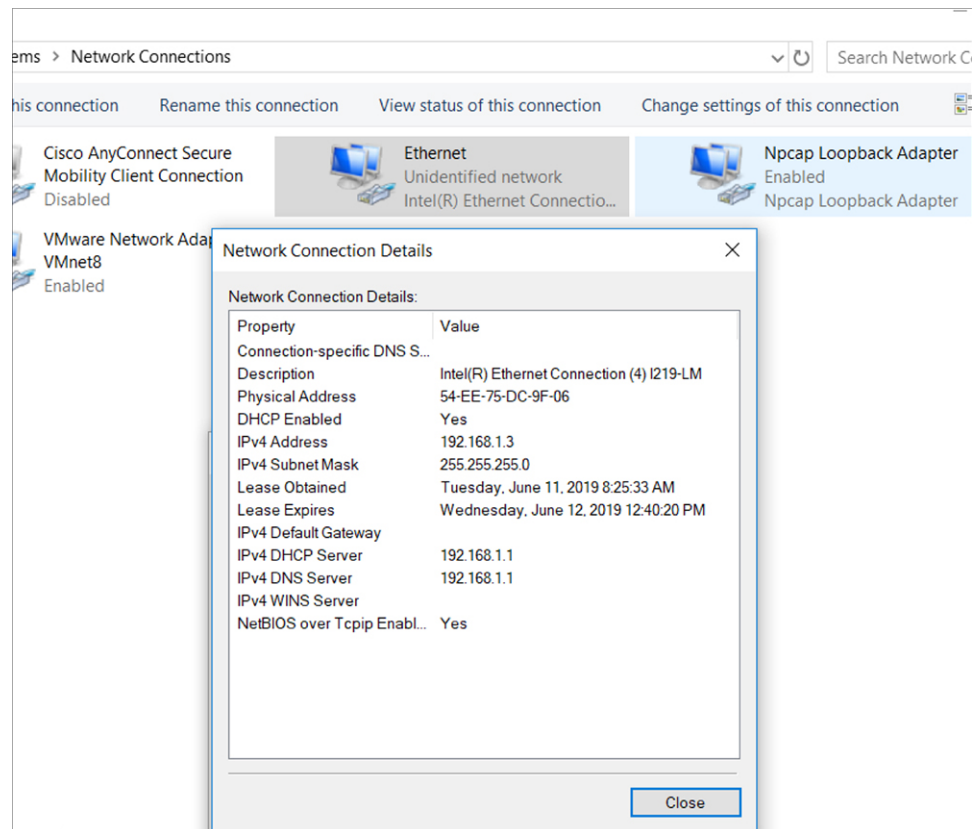 ems > Network Connections
Search Network C
his connection Rename this connection View status of this connection Change settings of this connection
Cisco AnyConnect Secure
Mobility Client Connection
Disabled
Ethernet
Unidentified network
Intel(R) Ethernet Connectio...
Npcap Loopback Adapter
Enabled
Npcap Loopback Adapter
VMware Network Ada
VMnet8
Enabled
Network Connection Details
Network Connection Details:
Property Value
Connection-specific DNS S...
Description Intel(R) Ethernet Connection (4) I219-LM
Physical Address 54-EE-75-DC-9F-06
DHCP Enabled Yes
IPv4 Address 192.168.1.3
IPv4 Subnet Mask 255.255.255.0
Lease Obtained Tuesday, June 11, 2019 8:25:33 AM
Lease Expires Wednesday, June 12, 2019 12:40:20 PM
IPv4 Default Gateway
IPv4 DHCP Server 192.168.1.1
IPv4 DNS Server 192.168.1.1
IPv4 WINS Server
NetBIOS over Tcpip Enabl... Yes
Close